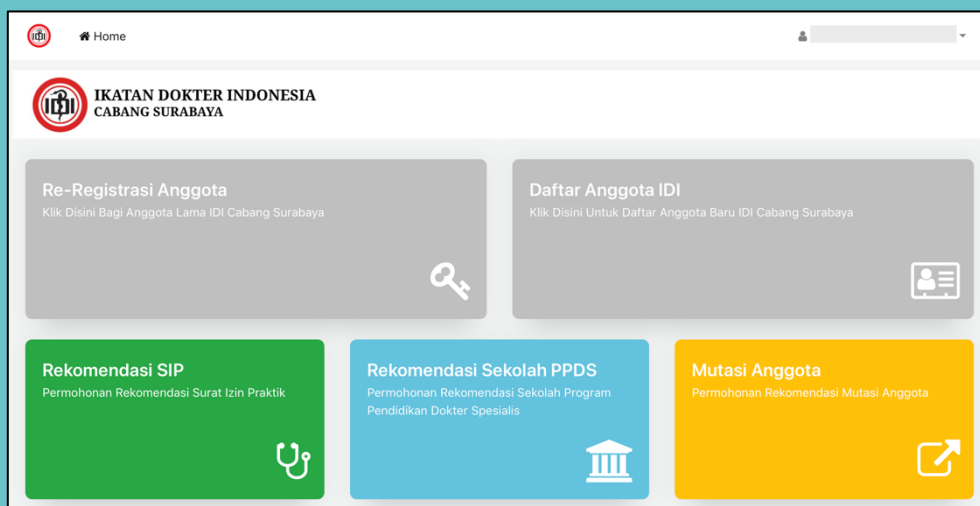 Home
IKATAN DOKTER INDONESIA
CABANG SURABAYA
Re-Registrasi Anggota
Klik Disini Bagi Anggota Lama IDI Cabang Surabaya
Daftar Anggota IDI
Klik Disini Untuk Daftar Anggota Baru IDI Cabang Surabaya
Rekomendasi SIP
Permohonan Rekomendasi Surat Izin Praktik
Rekomendasi Sekolah PPDS
Permohonan Rekomendasi Sekolah Program
Pendidikan Dokter Spesialis
Mutasi Anggota
Permohonan Rekomendasi Mutasi Anggota